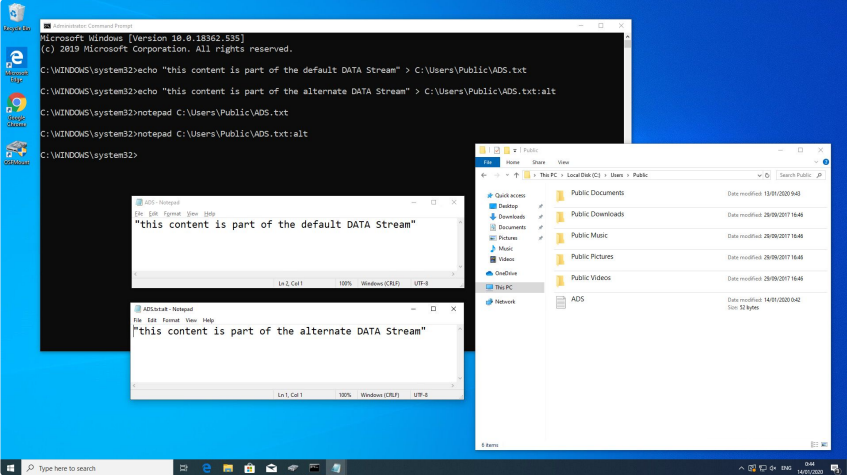 Recycle Bin
Microsoft
Edge
Google
Chrome
OSFMount
Administrator: Command Prompt
Microsoft Windows [Version 10.0.18362.535]
(c) 2019 Microsoft Corporation. All rights reserved.
C:\WINDOWS\system32>echo "this content is part of the default DATA Stream" > C:\Users\Public\ADS.txt
C:\WINDOWS\system32>echo "this content is part of the alternate DATA Stream" > C:\Users\Public\ADS.txt:alt
C:\WINDOWS\system32>notepad C:\Users\Public\ADS.txt
C:\WINDOWS\system32>notepad C:\Users\Public\ADS.txt:alt
C:\WINDOWS\system32>
ADS - Notepad
File Edit Format View Help
"this content is part of the default DATA Stream"
Ln 2, Col 1 100% Windows (CRLF) UTF-8
ADS.txt:alt - Notepad
File Edit Format View Help
"this content is part of the alternate DATA Stream"
Ln 1, Col 1 100% Windows (CRLF) UTF-8
Public
File Home Share View
This PC > Local Disk (C:) > Users > Public
Search Public
Quick access
Desktop
Downloads
Documents
Pictures
Music
Videos
OneDrive
This PC
Network
Public Documents Date modified: 13/01/2020 9:43
Public Downloads Date modified: 29/09/2017 16:46
Public Music Date modified: 29/09/2017 16:46
Public Pictures Date modified: 29/09/2017 16:46
Public Videos Date modified: 29/09/2017 16:46
ADS Date modified: 14/01/2020 0:42
Size: 52 bytes
6 items
Type here to search
ENG
0:44
14/01/2020